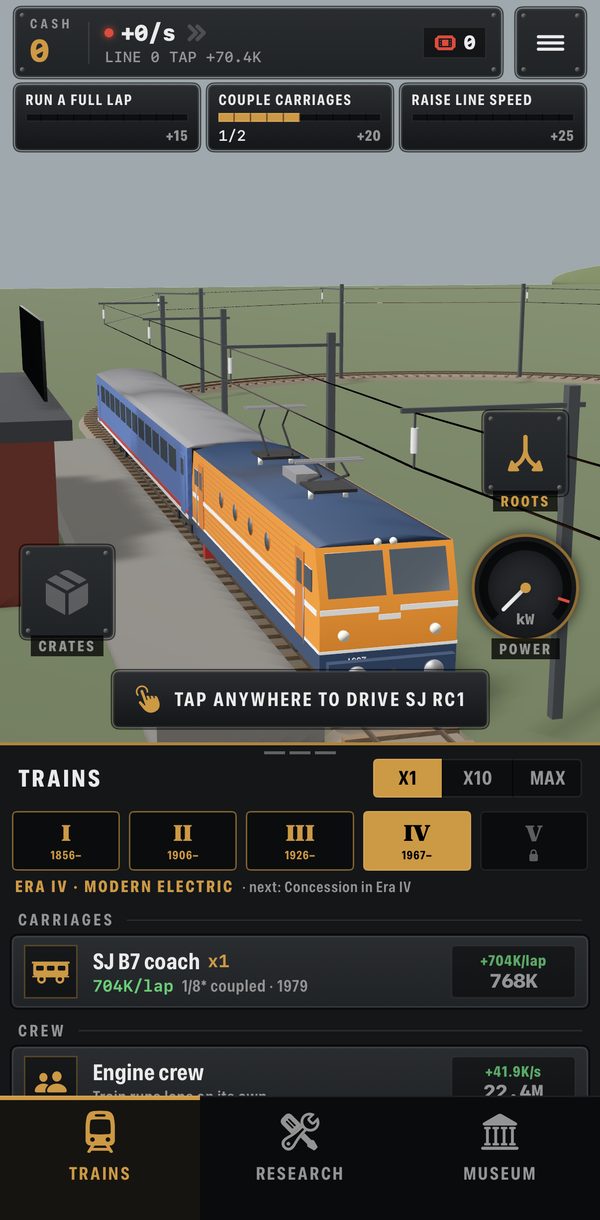 CASH
0
+0/s
LINE 0 TAP +70.4K
0
RUN A FULL LAP
+15
COUPLE CARRIAGES
1/2
+20
RAISE LINE SPEED
+25
ROOTS
CRATES
kW
POWER
TAP ANYWHERE TO DRIVE SJ RC1
TRAINS
X1
X10
MAX
I
1856–
II
1906–
III
1926–
IV
1967–
V
ERA IV · MODERN ELECTRIC · next: Concession in Era IV
CARRIAGES
SJ B7 coach x1
704K/lap 1/8* coupled · 1979
+704K/lap
768K
CREW
Engine crew
+41.9K/s
22.4M
TRAINS
RESEARCH
MUSEUM